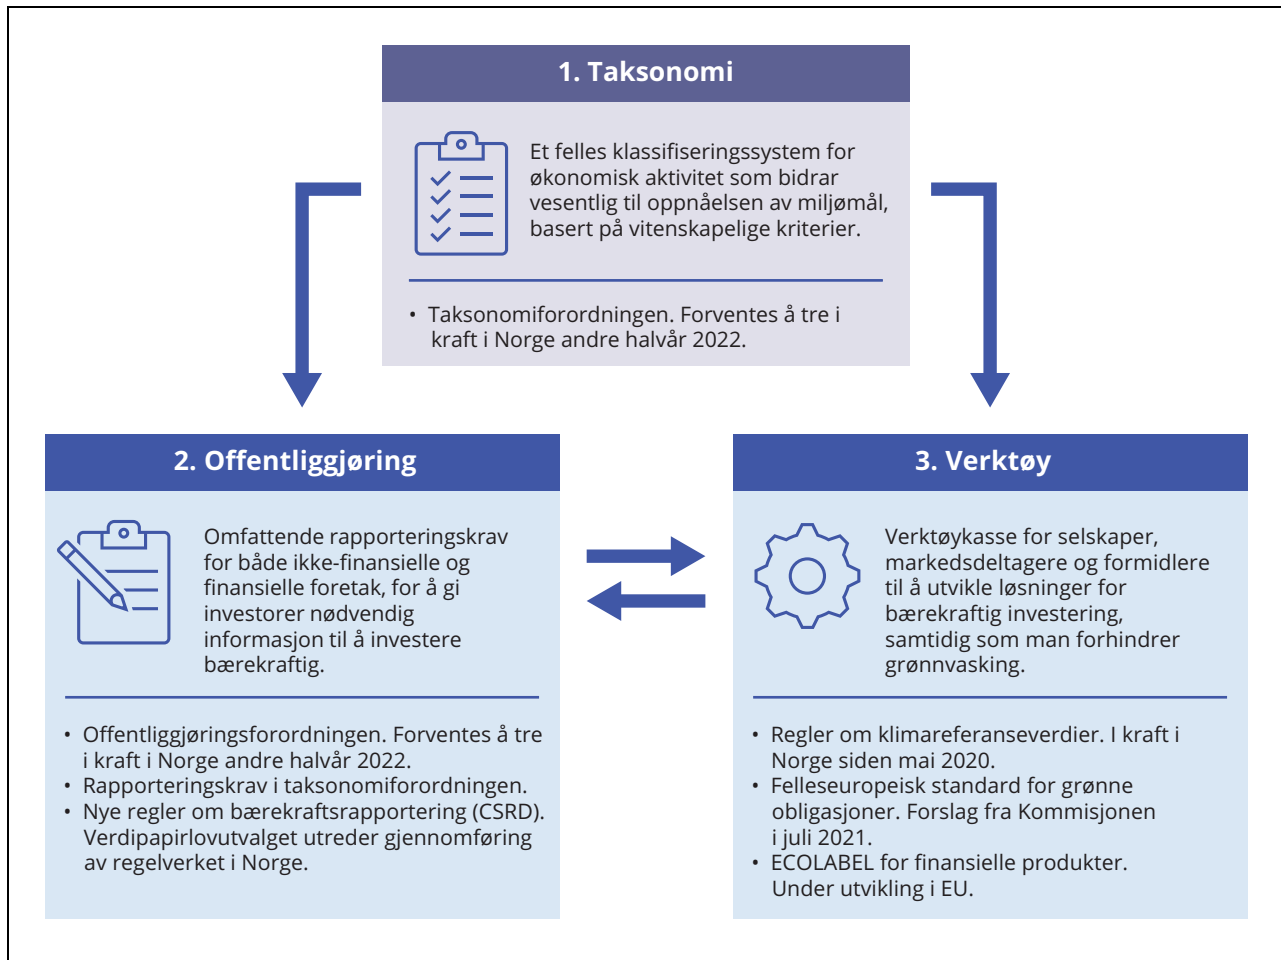 1. Taksonomi
Et felles klassifiseringssystem for
økonomisk aktivitet som bidrar
vesentlig til oppnåelsen av miljømål,
basert på vitenskapelige kriterier.
• Taksonomiforordningen. Forventes å tre i
kraft i Norge andre halvår 2022.
2. Offentliggjøring
Omfattende rapporteringskrav
for både ikke-finansielle og
finansielle foretak, for å gi
investorer nødvendig
informasjon til å investere
bærekraftig.
• Offentliggjøringsforordningen. Forventes å tre
i kraft i Norge andre halvår 2022.
• Rapporteringskrav i taksonomiforordningen.
• Nye regler om bærekraftsrapportering (CSRD).
Verdipapirlovutvalget utreder gjennomføring
av regelverket i Norge.
3. Verktøy
Verktøykasse for selskaper,
markedsdeltagere og formidlere
til å utvikle løsninger for
bærekraftig investering,
samtidig som man forhindrer
grønnvasking.
• Regler om klimareferanseverdier. I kraft i
Norge siden mai 2020.
• Felleseuropeisk standard for grønne
obligasjoner. Forslag fra Kommisjonen
i juli 2021.
• ECOLABEL for finansielle produkter.
Under utvikling i EU.